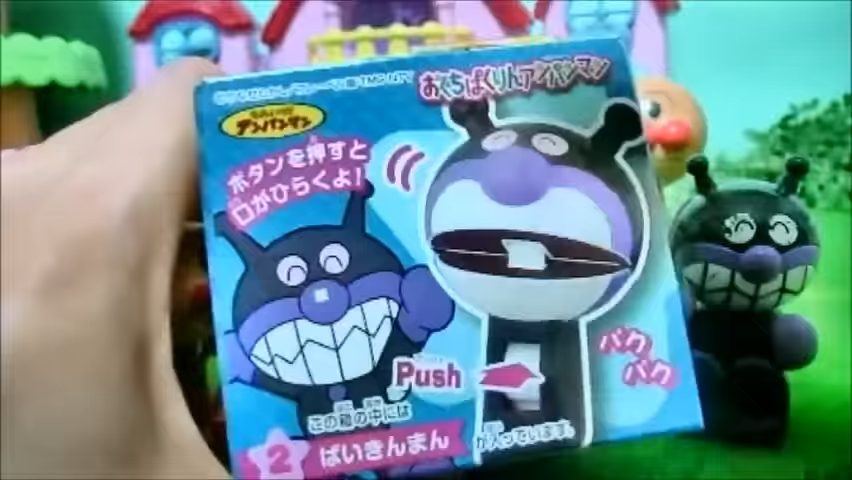 おくちぱくりんアンパンマン
アンパンマン
ボタンを押すと
口がひらくよ!
パク
パク
Push
この箱の中には
2 ばいきんまん
が入っています。